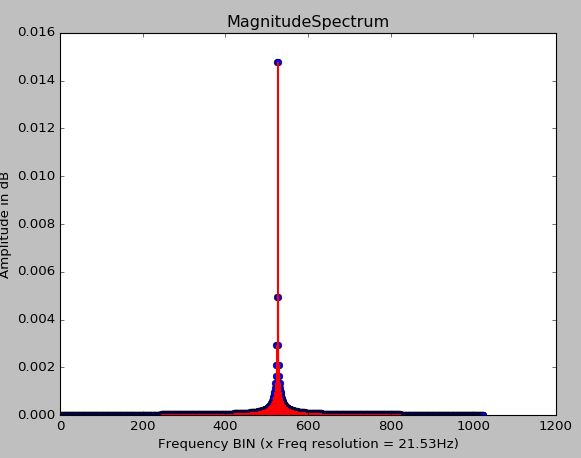 MagnitudeSpectrum
0.016
0.014
0.012
0.010
0.008
0.006
0.004
0.002
0.000
Amplitude in dB
0 200 400 600 800 1000 1200
Frequency BIN (x Freq resolution = 21.53Hz)